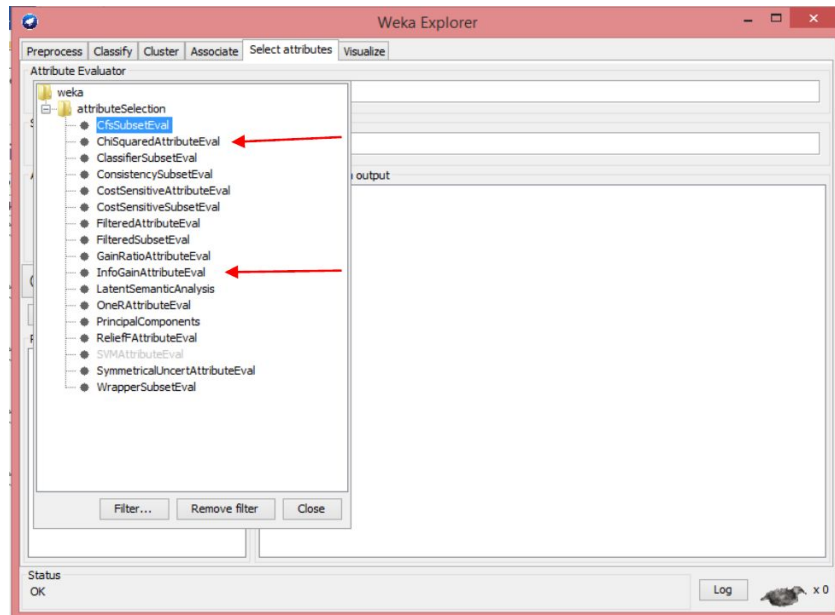 Weka Explorer
Preprocess Classify Cluster Associate Select attributes Visualize
Attribute Evaluator
weka
attributeSelection
CfsSubsetEval
ChiSquaredAttributeEval
ClassifierSubsetEval
ConsistencySubsetEval
CostSensitiveAttributeEval
CostSensitiveSubsetEval
FilteredAttributeEval
FilteredSubsetEval
GainRatioAttributeEval
InfoGainAttributeEval
LatentSemanticAnalysis
OneRAttributeEval
PrincipalComponents
ReliefFAttributeEval
SVMAttributeEval
SymmetricalUncertAttributeEval
WrapperSubsetEval
output
Filter... Remove filter Close
Status
OK
Log x 0